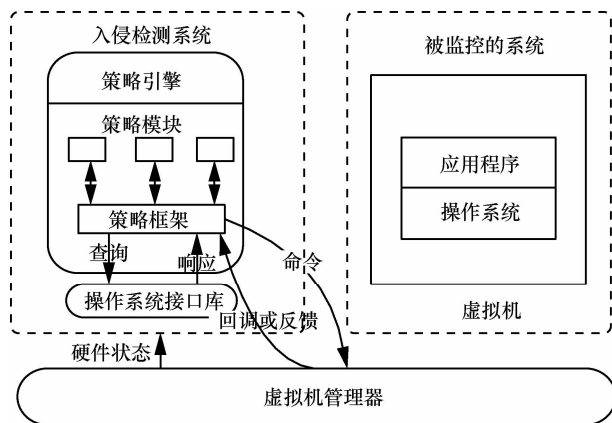 入侵检测系统
策略引擎
策略模块
策略框架
查询
响应
操作系统接口库
命令
回调或反馈
硬件状态
被监控的系统
应用程序
操作系统
虚拟机
虚拟机管理器